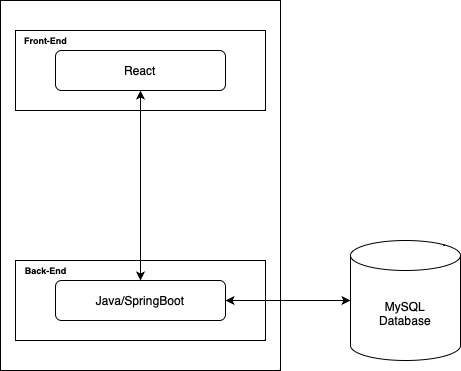 Front-End
React
Back-End
Java/SpringBoot
MySQL
Database